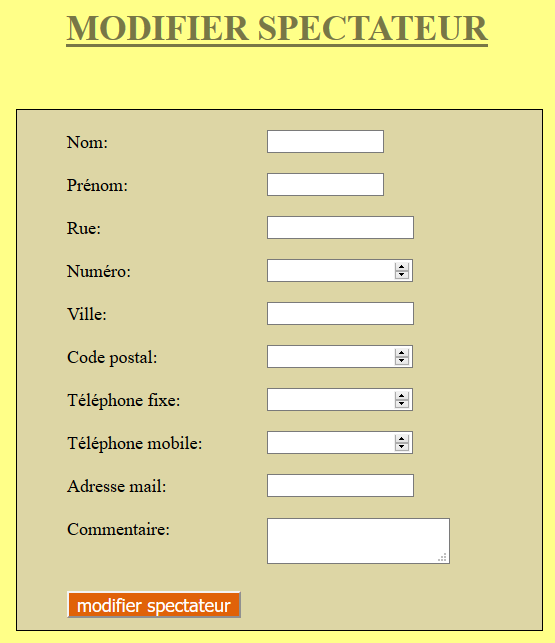 MODIFIER SPECTATEUR
Nom:
Prénom:
Rue:
Numéro:
Ville:
Code postal:
Téléphone fixe:
Téléphone mobile:
Adresse mail:
Commentaire:
modifier spectateur